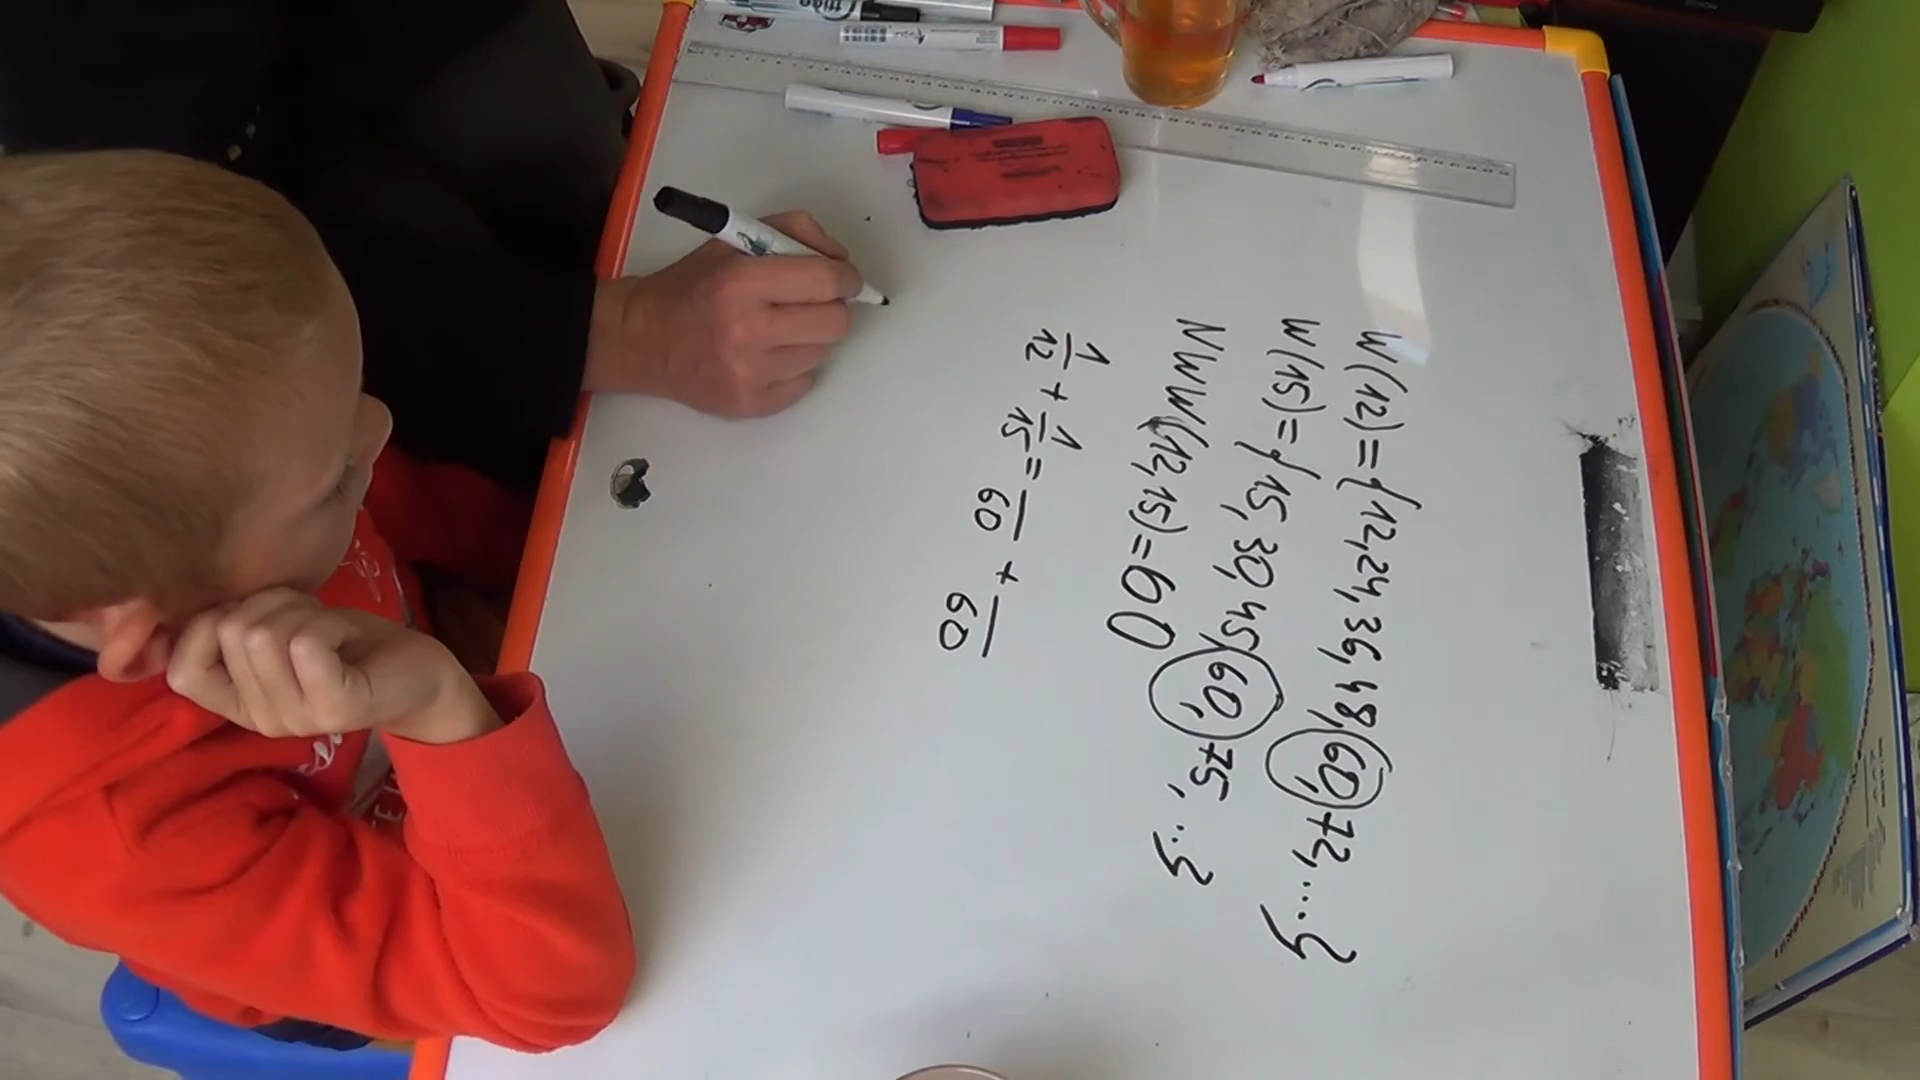 W(12)={12,24,36,48,60,72,...}
W(15)={15,30,45,60,75,...}
NWW(12,15)=60
1/12 + 1/15 = /60 + /60